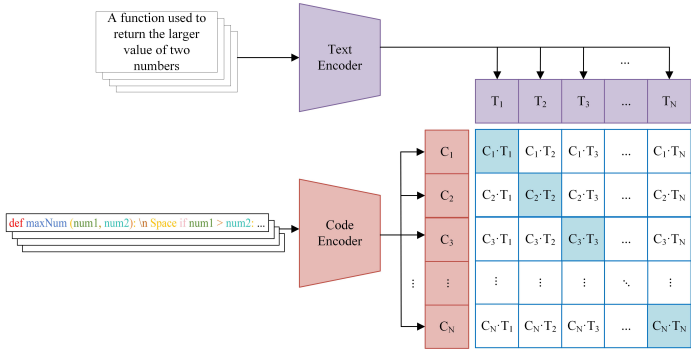 A function used to
return the larger
value of two
numbers
Text
Encoder
...
T1 T2 T3 ... TN
def maxNum (num1, num2): \n Space if num1 > num2: ...
Code
Encoder
C1 C1·T1 C1·T2 C1·T3 ... C1·TN
C2 C2·T1 C2·T2 C2·T3 ... C2·TN
C3 C3·T1 C3·T2 C3·T3 ... C3·TN
⋮ ⋮ ⋮ ⋮ ⋮ ⋱ ⋮
CN CN·T1 CN·T2 CN·T3 ... CN·TN